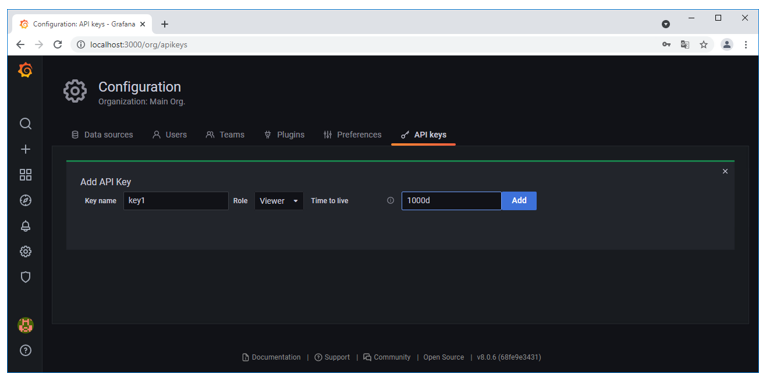 Configuration: API keys - Grafana
localhost:3000/org/apikeys
Configuration
Organization: Main Org.
Data sources Users Teams Plugins Preferences API keys
Add API Key
Key name key1 Role Viewer Time to live 1000d Add
Documentation | Support | Community | Open Source | v8.0.6 (68fe9e3431)